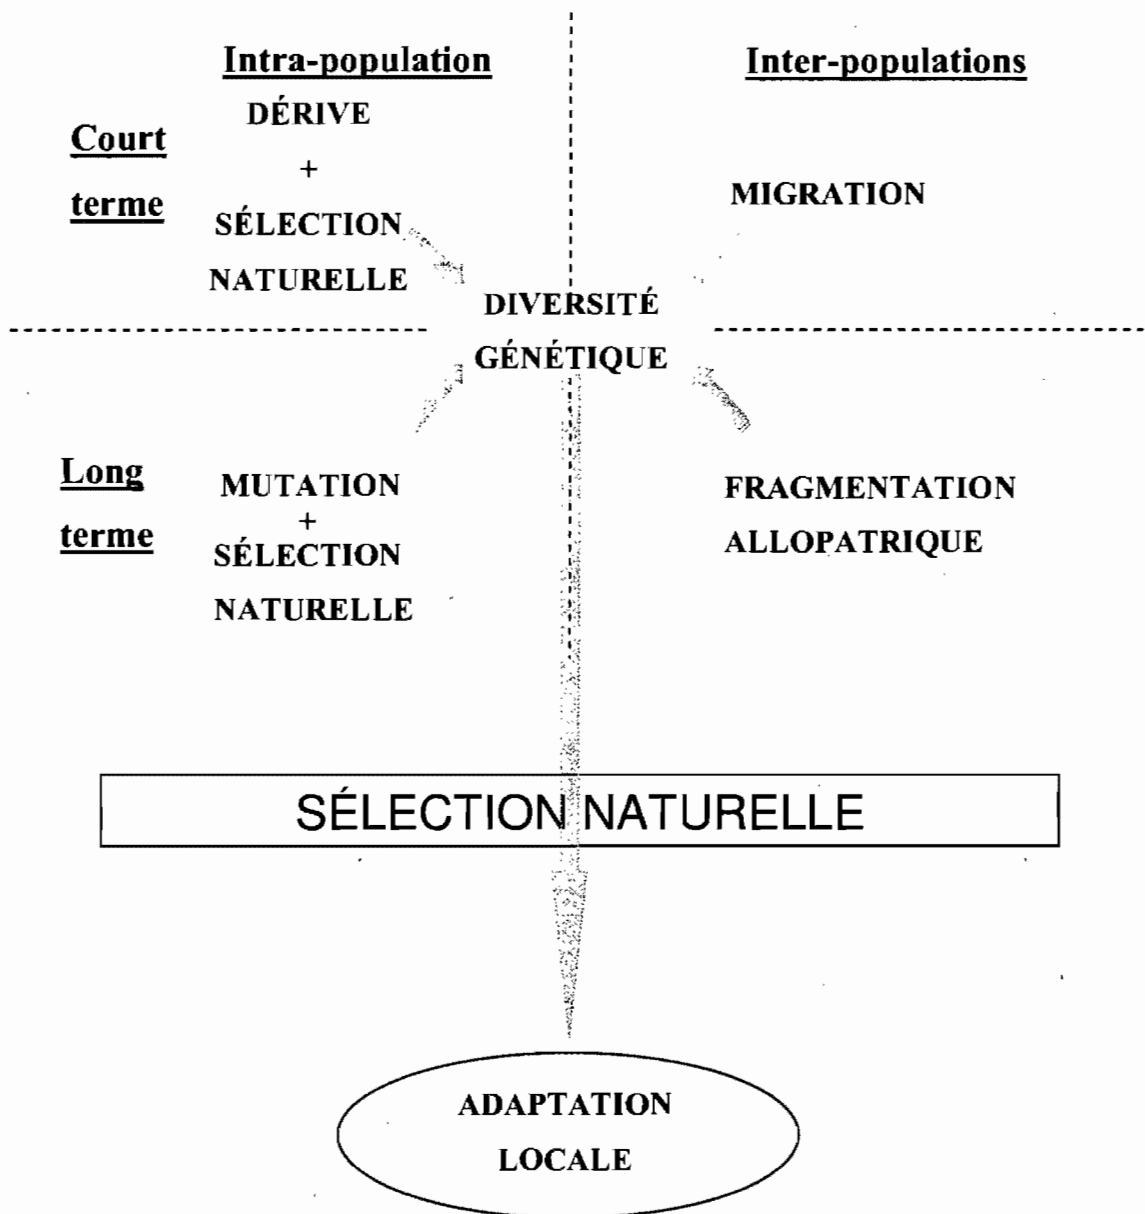 Intra-population
Inter-populations
Court
terme
DÉRIVE
+
SÉLECTION
NATURELLE
MIGRATION
DIVERSITÉ
GÉNÉTIQUE
Long
terme
MUTATION
+
SÉLECTION
NATURELLE
FRAGMENTATION
ALLOPATRIQUE
SÉLECTION NATURELLE
ADAPTATION
LOCALE